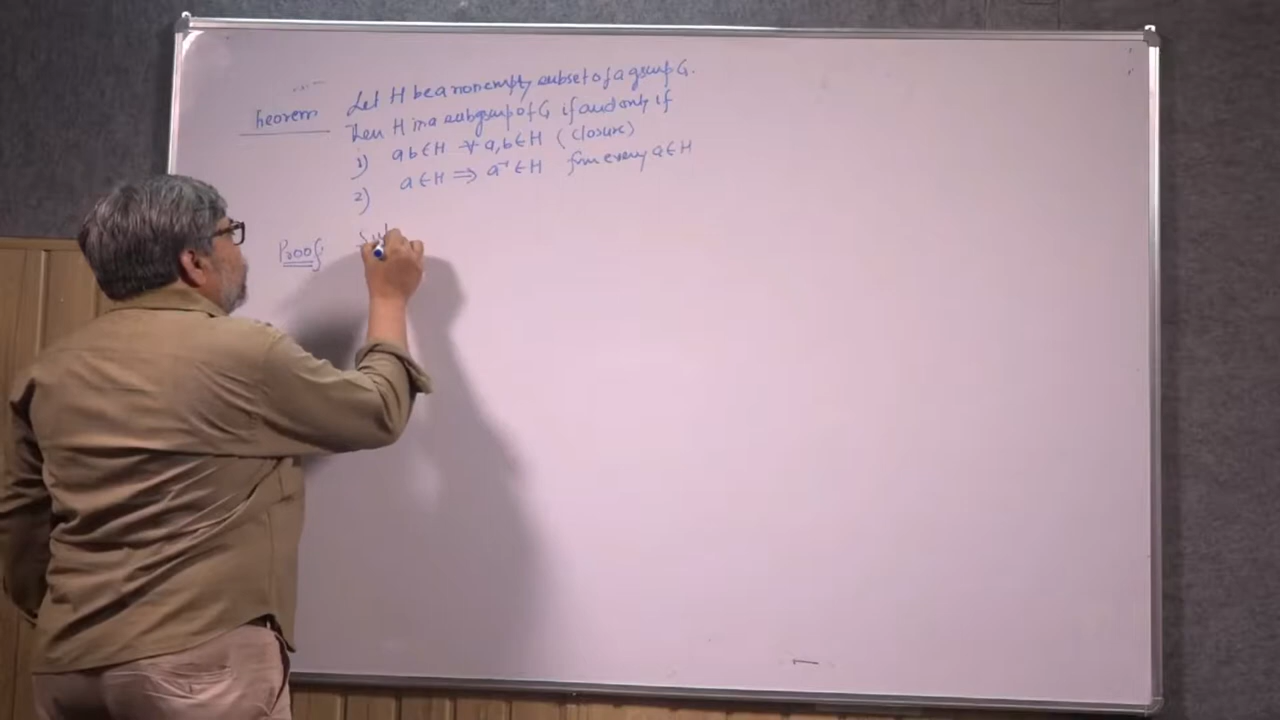 Theorem Let H be a nonempty subset of a group G.
Then H is a subgroup of G if and only if
1) ab∈H ∀ a,b∈H (closure)
2) a∈H ⟹ a⁻¹∈H for every a∈H
Proof: